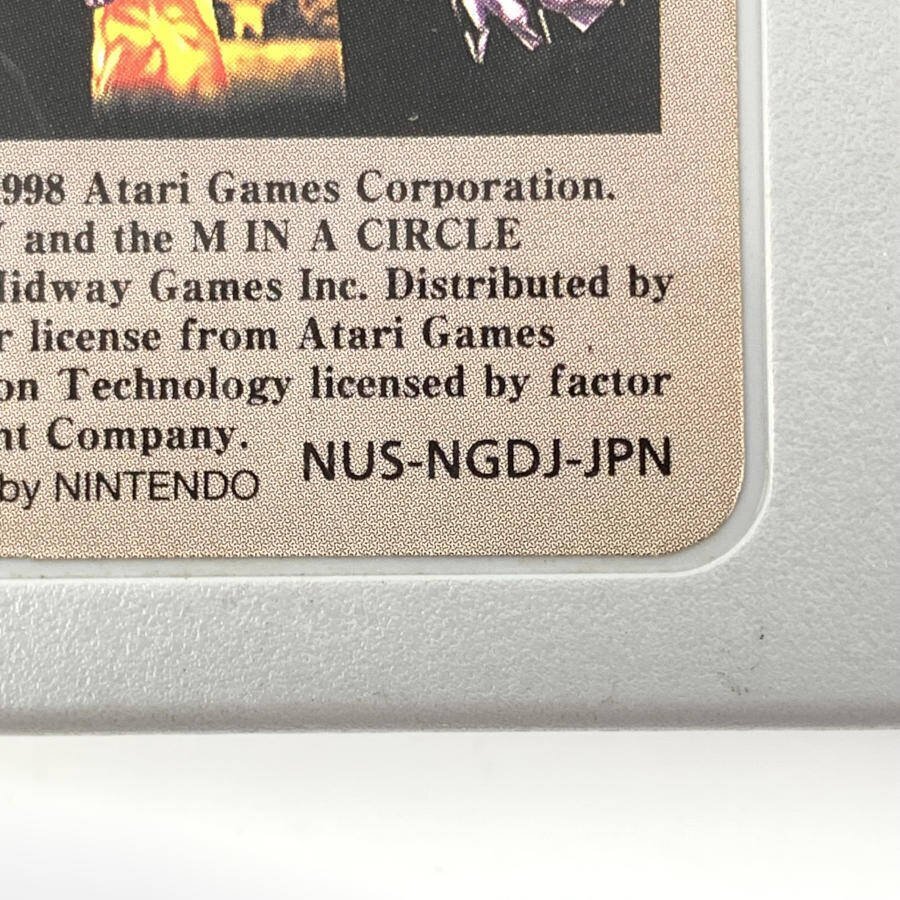 998 Atari Games Corporation.
and the M IN A CIRCLE
Midway Games Inc. Distributed by
r license from Atari Games
on Technology licensed by factor
nt Company.
by NINTENDO NUS-NGDJ-JPN